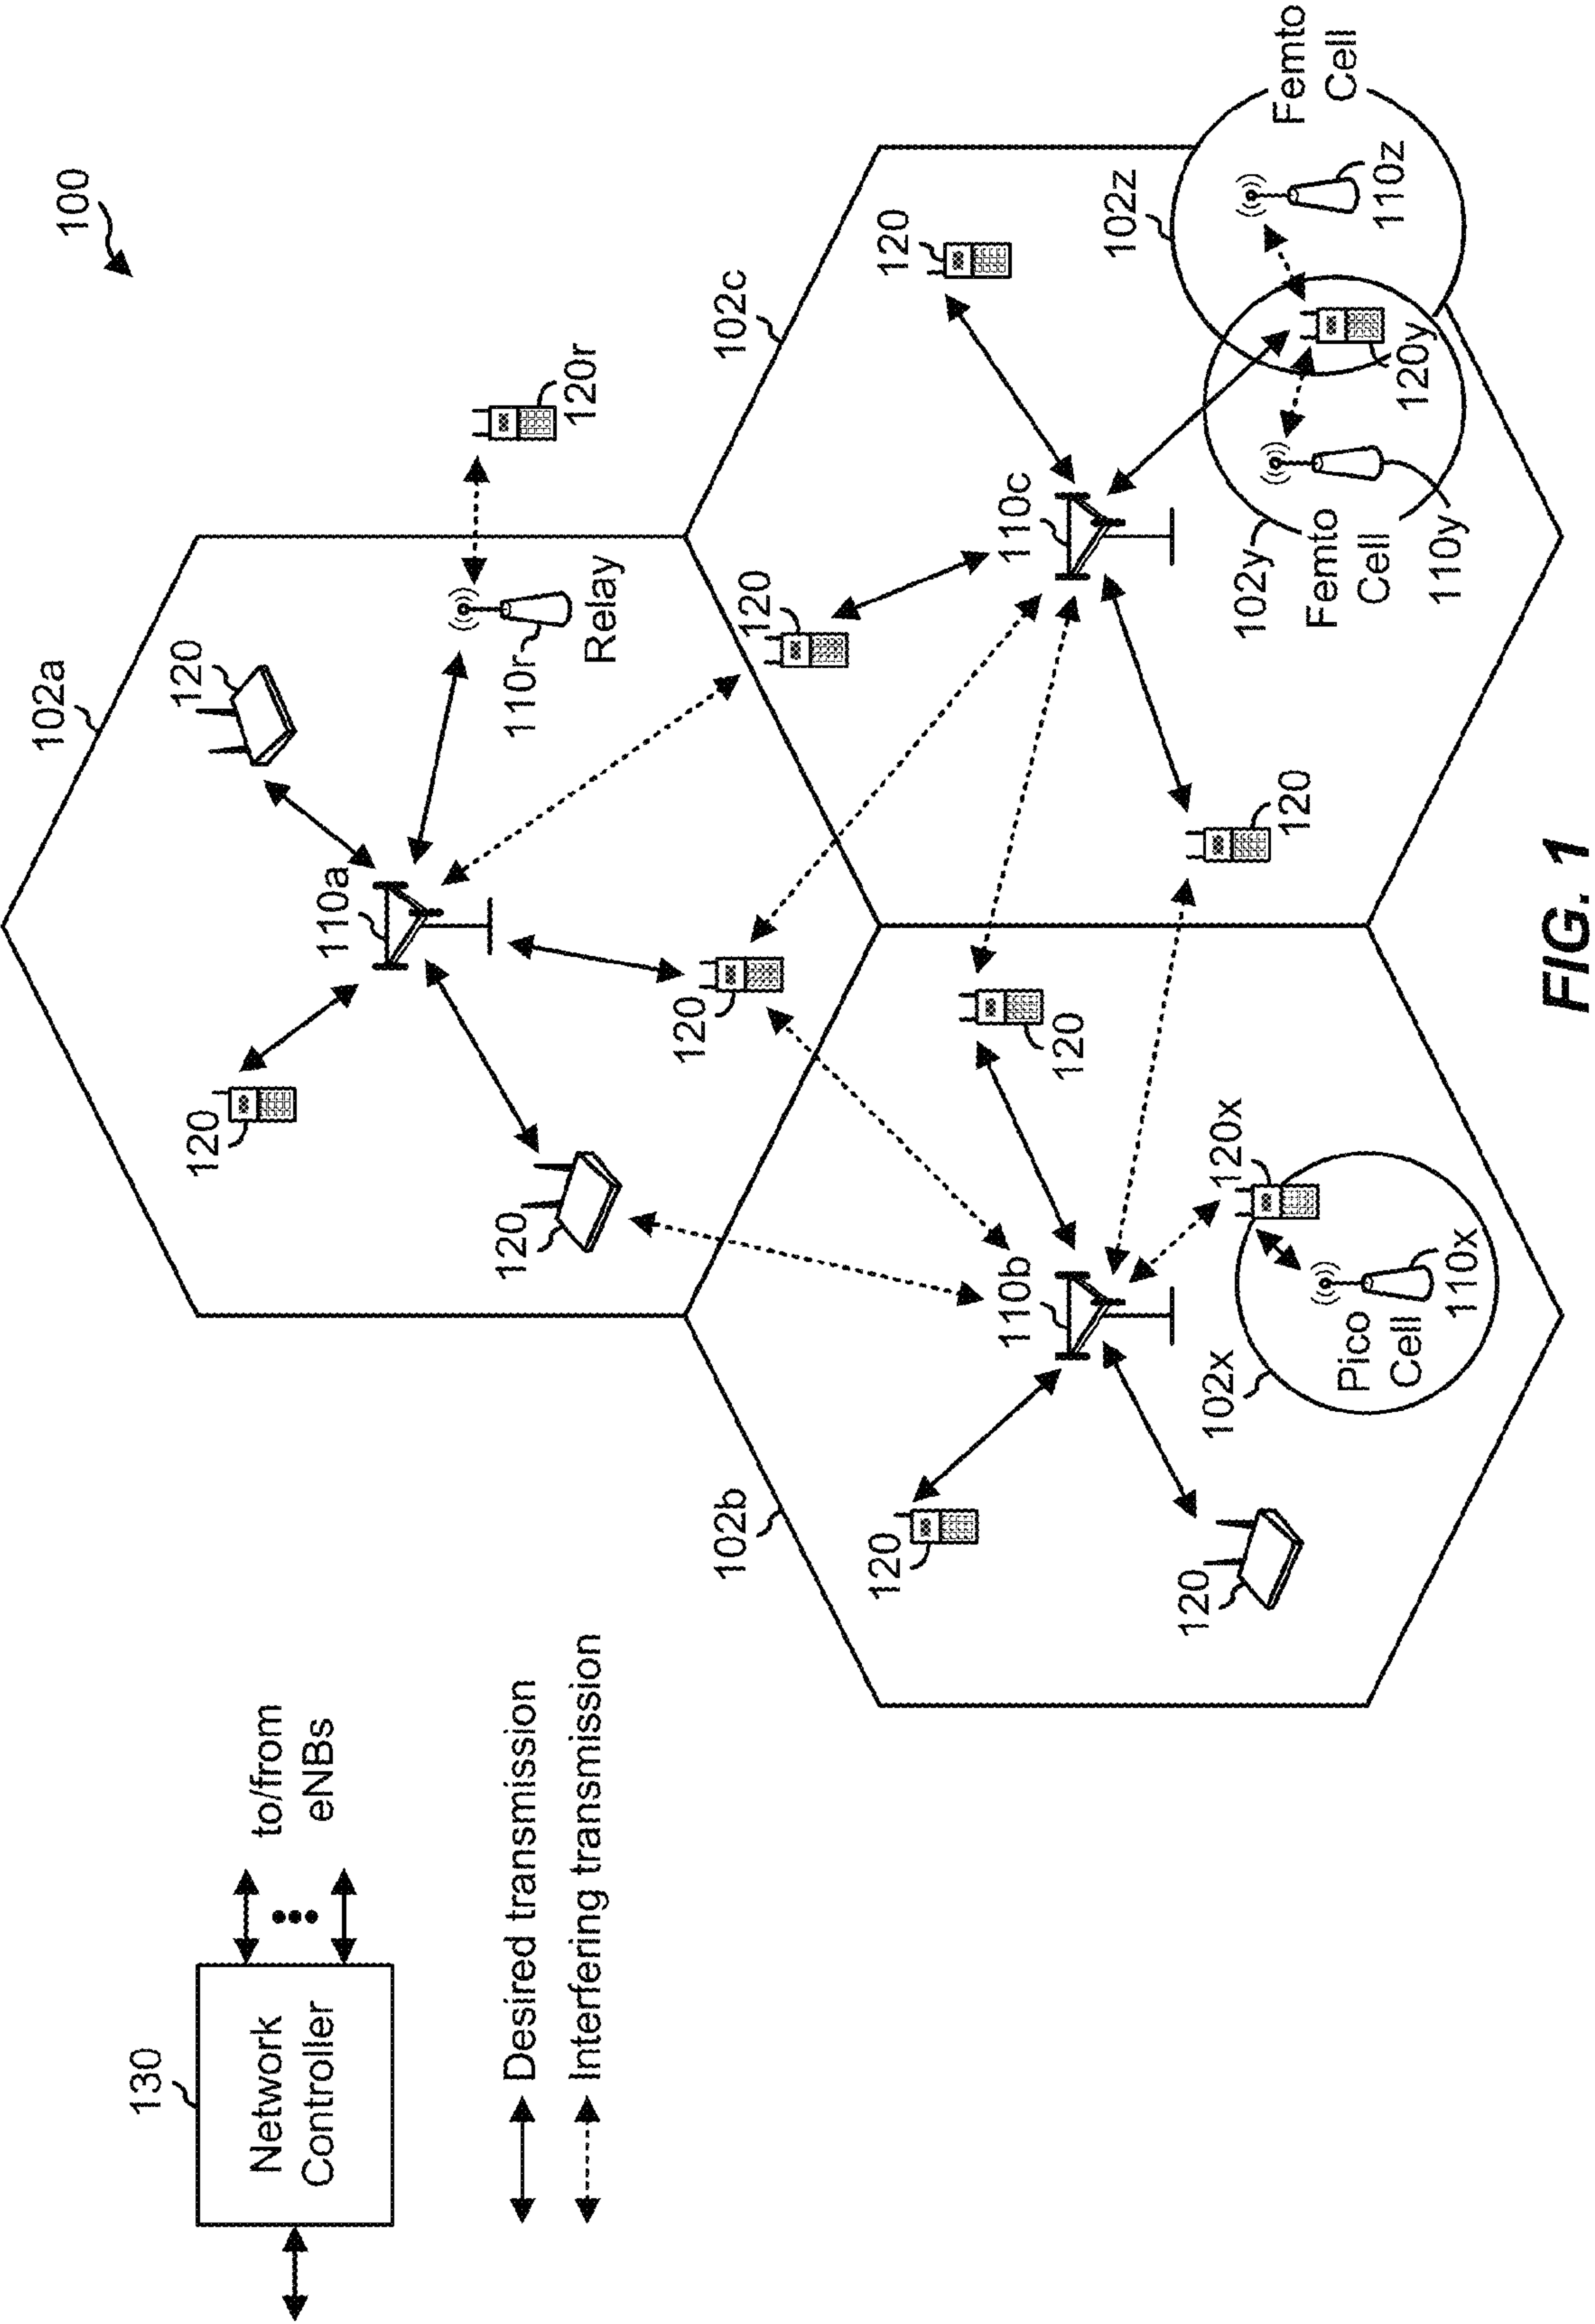 100
130
Network
Controller
to/from
eNBs
Desired transmission
Interfering transmission
102a
120
120
110a
120
110r
Relay
120r
120
120
102b
102c
120
120
110c
120
120
110b
120
120
120
102x
120x
Pico
Cell
110x
102z
Femto
Cell
110z
102y
Femto
Cell
120y
110y
FIG. 1